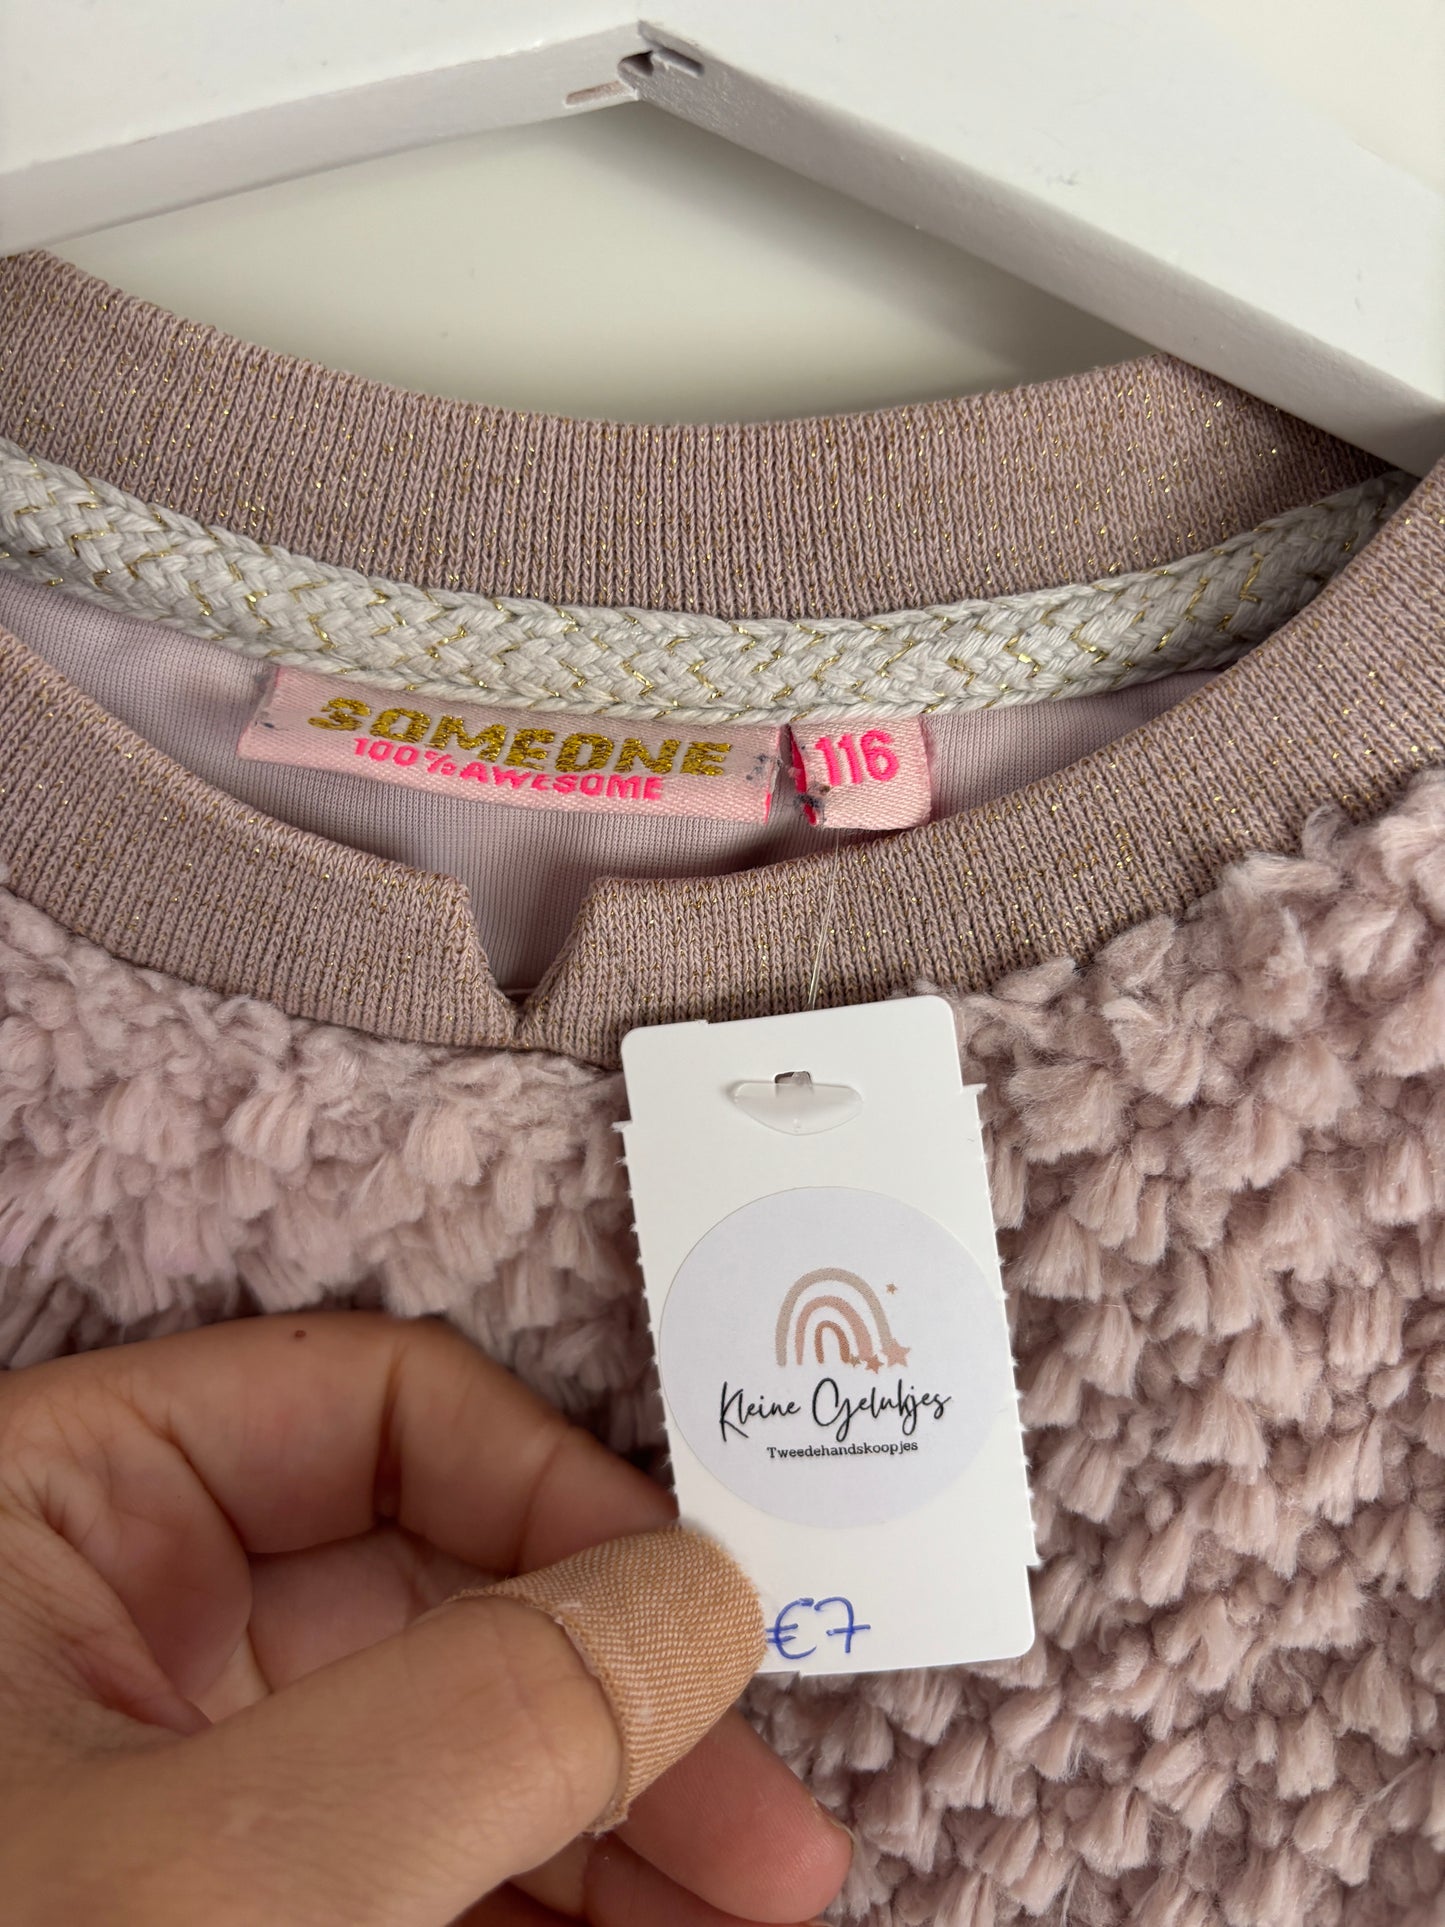 SOMEONE
100% AWESOME
116
Kleine Gelukjes
Tweedehandskoopjes
€7